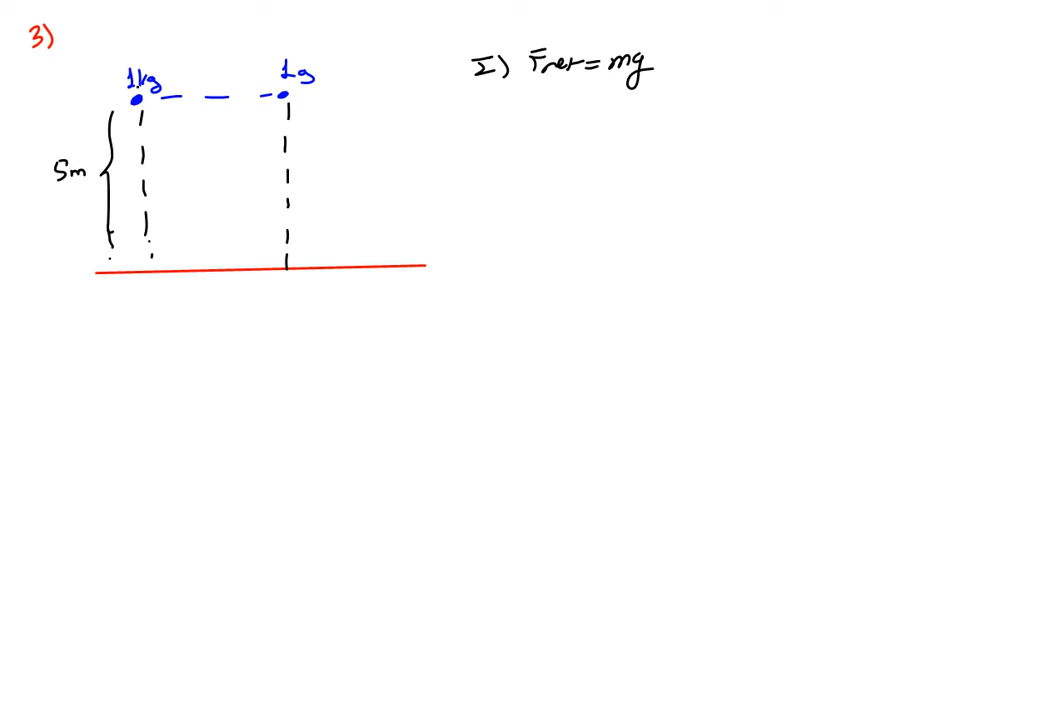 3)
1kg
1g
5m
I) Fnet = mg